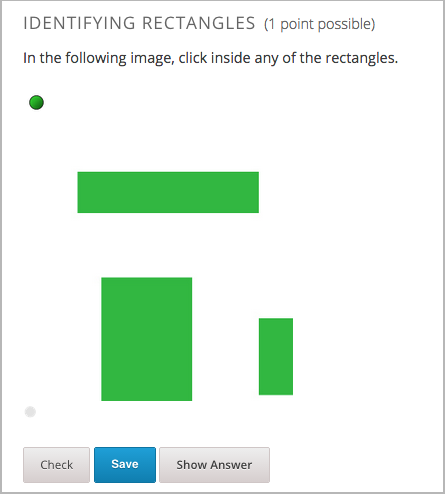 IDENTIFYING RECTANGLES (1 point possible)
In the following image, click inside any of the rectangles.
Check Save Show Answer